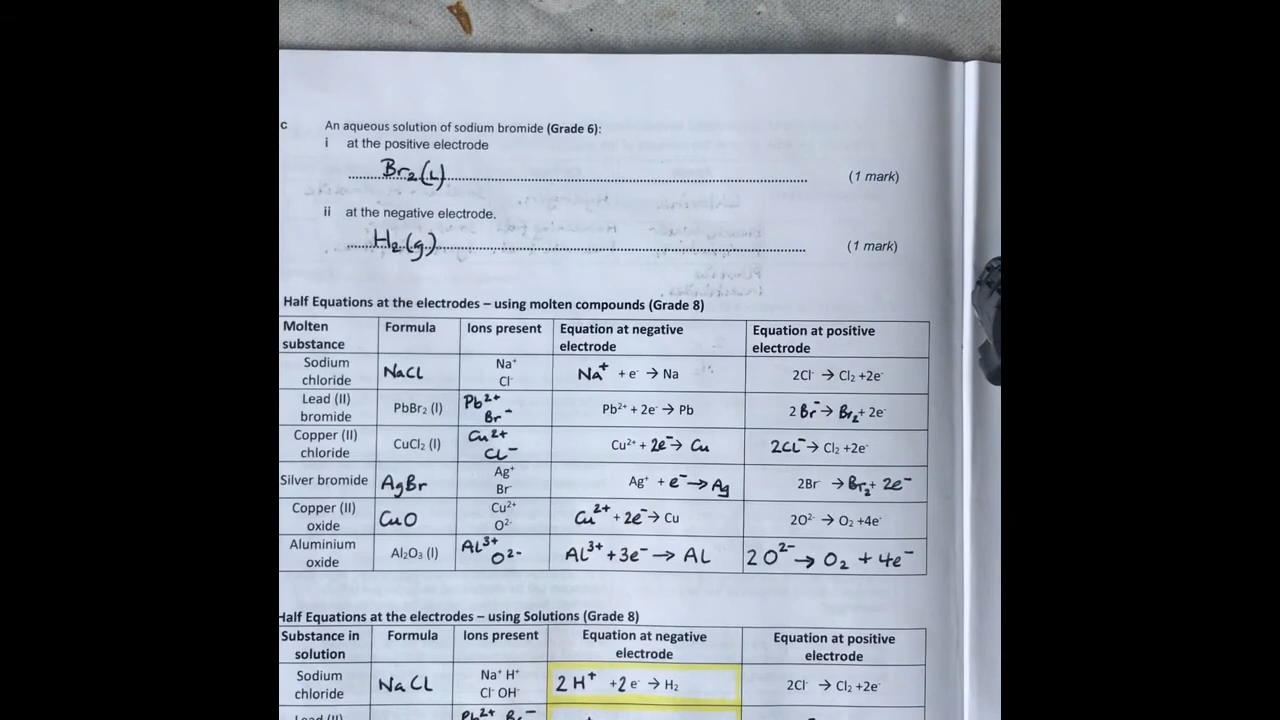 c An aqueous solution of sodium bromide (Grade 6):
i at the positive electrode
Br₂(L) (1 mark)
ii at the negative electrode.
H₂(g) (1 mark)
Half Equations at the electrodes – using molten compounds (Grade 8)
Molten substance Formula Ions present Equation at negative electrode Equation at positive electrode
Sodium chloride NaCl Na⁺ Cl⁻ Na⁺ + e⁻ → Na 2Cl⁻ → Cl₂ +2e⁻
Lead (II) bromide PbBr₂ (l) Pb²⁺ Br⁻ Pb²⁺ + 2e⁻ → Pb 2Br⁻ → Br₂ + 2e⁻
Copper (II) chloride CuCl₂ (l) Cu²⁺ CL⁻ Cu²⁺ + 2e⁻ → Cu 2CL⁻ → Cl₂ +2e⁻
Silver bromide AgBr Ag⁺ Br⁻ Ag⁺ + e⁻ → Ag 2Br⁻ → Br₂ + 2e⁻
Copper (II) oxide CuO Cu²⁺ O²⁻ Cu²⁺ + 2e⁻ → Cu 2O²⁻ → O₂ +4e⁻
Aluminium oxide Al₂O₃ (l) AL³⁺ O²⁻ AL³⁺ + 3e⁻ → AL 2O²⁻ → O₂ + 4e⁻
Half Equations at the electrodes – using Solutions (Grade 8)
Substance in solution Formula Ions present Equation at negative electrode Equation at positive electrode
Sodium chloride NaCL Na⁺ H⁺ Cl⁻ OH⁻ 2H⁺ +2e⁻ → H₂ 2Cl⁻ → Cl₂ +2e⁻
Lead (II) Pb²⁺ Br⁻